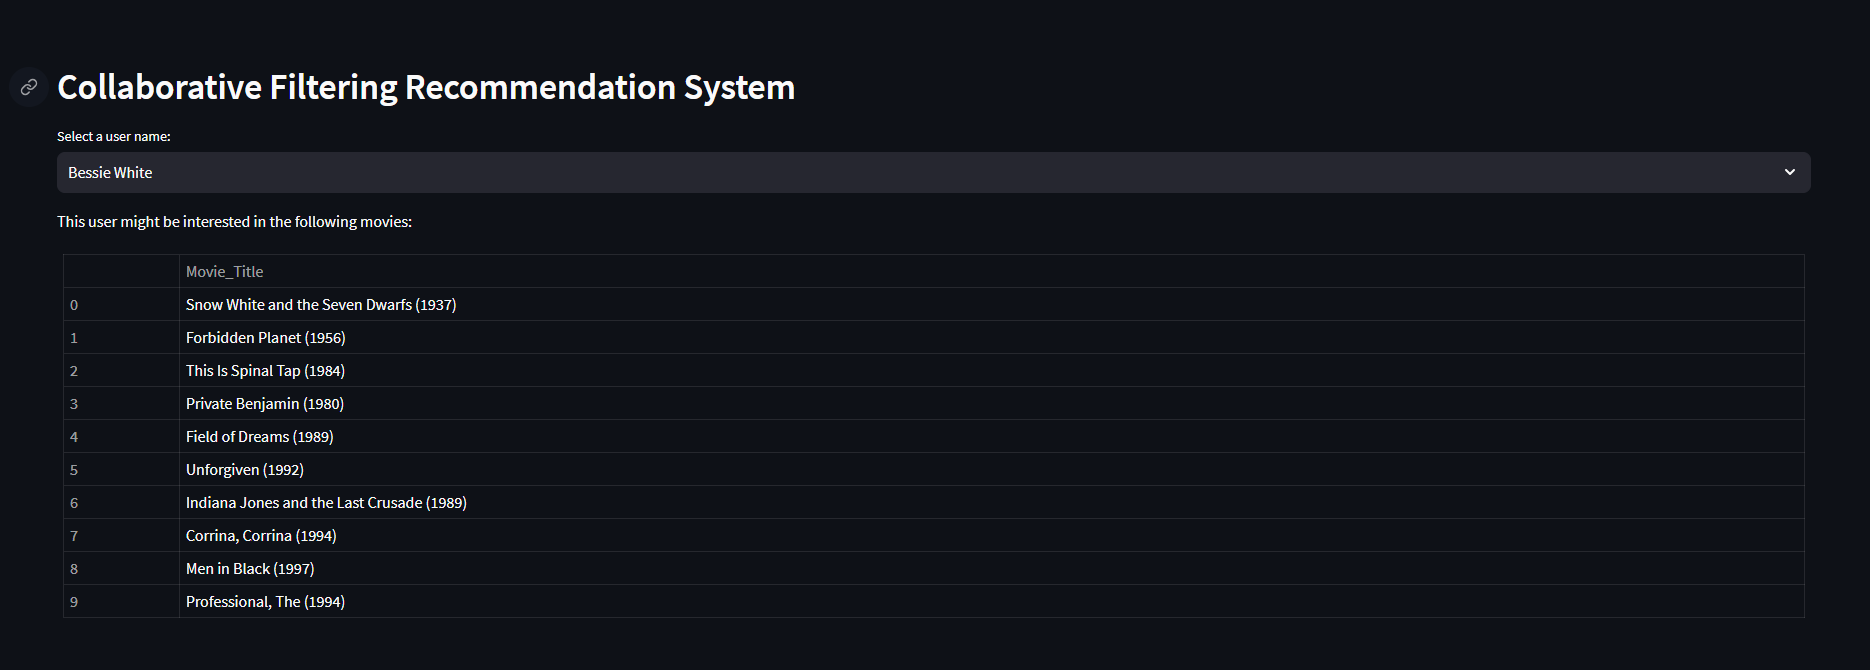 Collaborative Filtering Recommendation System
Select a user name:
Bessie White
This user might be interested in the following movies:
Movie_Title
0 Snow White and the Seven Dwarfs (1937)
1 Forbidden Planet (1956)
2 This Is Spinal Tap (1984)
3 Private Benjamin (1980)
4 Field of Dreams (1989)
5 Unforgiven (1992)
6 Indiana Jones and the Last Crusade (1989)
7 Corrina, Corrina (1994)
8 Men in Black (1997)
9 Professional, The (1994)